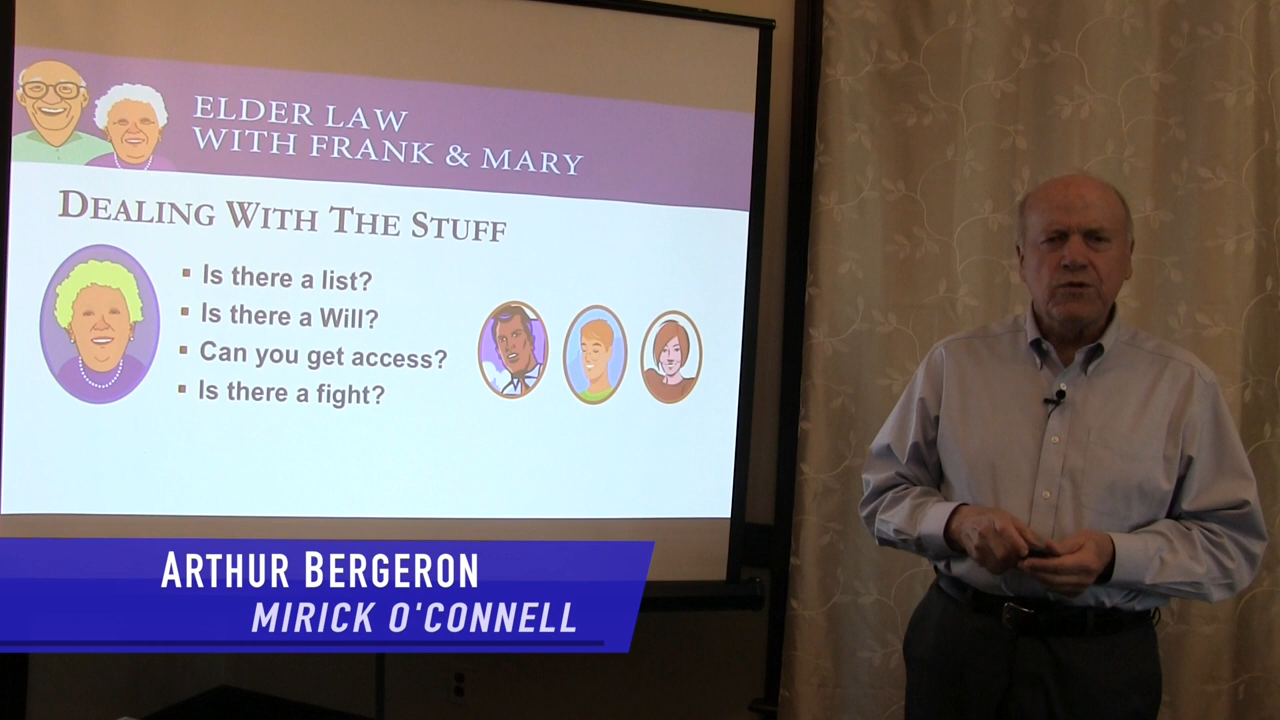 ELDER LAW
WITH FRANK & MARY
DEALING WITH THE STUFF
Is there a list?
Is there a Will?
Can you get access?
Is there a fight?
ARTHUR BERGERON
MIRICK O'CONNELL